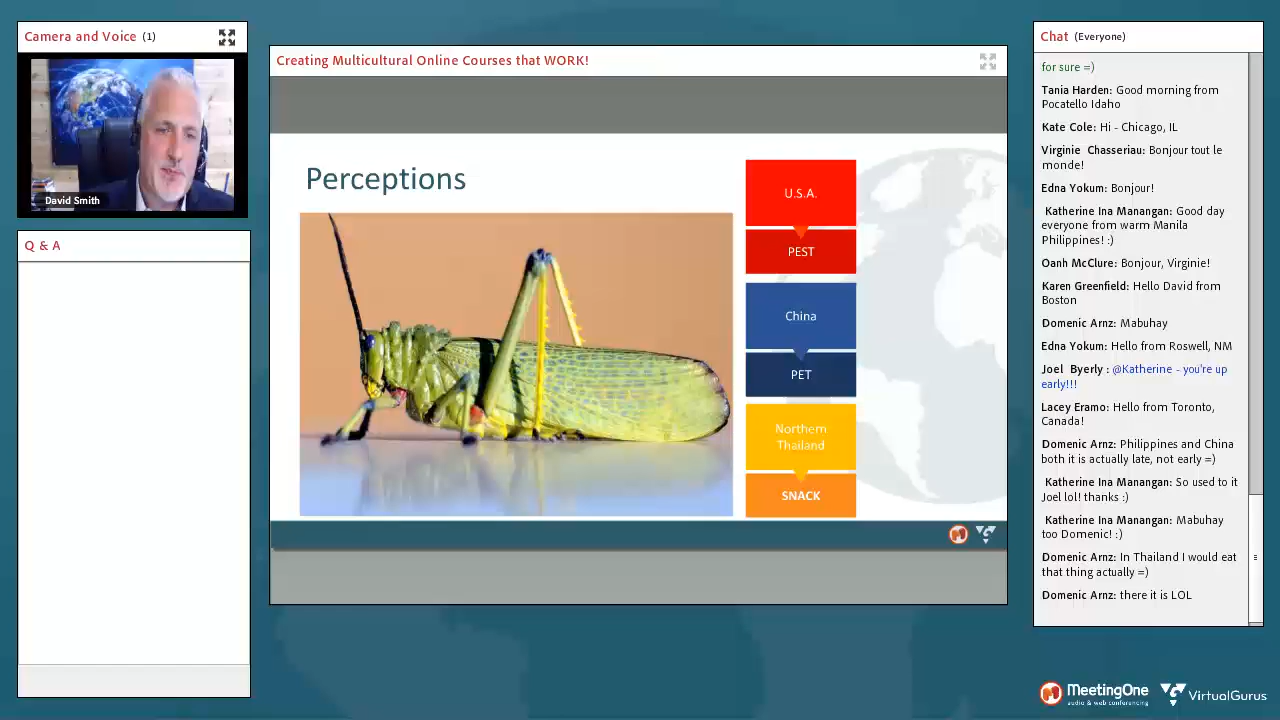 Camera and Voice (1)
David Smith
Q & A
Creating Multicultural Online Courses that WORK!
Perceptions
U.S.A.
PEST
China
PET
Northern
Thailand
SNACK
Chat (Everyone)
for sure =)
Tania Harden: Good morning from
Pocatello Idaho
Kate Cole: Hi - Chicago, IL
Virginie Chasseriau: Bonjour tout le
monde!
Edna Yokum: Bonjour!
Katherine Ina Manangan: Good day
everyone from warm Manila
Philippines! :)
Oanh McClure: Bonjour, Virginie!
Karen Greenfield: Hello David from
Boston
Domenic Arnz: Mabuhay
Edna Yokum: Hello from Roswell, NM
Joel Byerly : @Katherine - you're up
early!!!
Lacey Eramo: Hello from Toronto,
Canada!
Domenic Arnz: Philippines and China
both it is actually late, not early =)
Katherine Ina Manangan: So used to it
Joel lol! thanks :)
Katherine Ina Manangan: Mabuhay
too Domenic! :)
Domenic Arnz: In Thailand I would eat
that thing actually =)
Domenic Arnz: there it is LOL
MeetingOne
audio & web conferencing
VirtualGurus